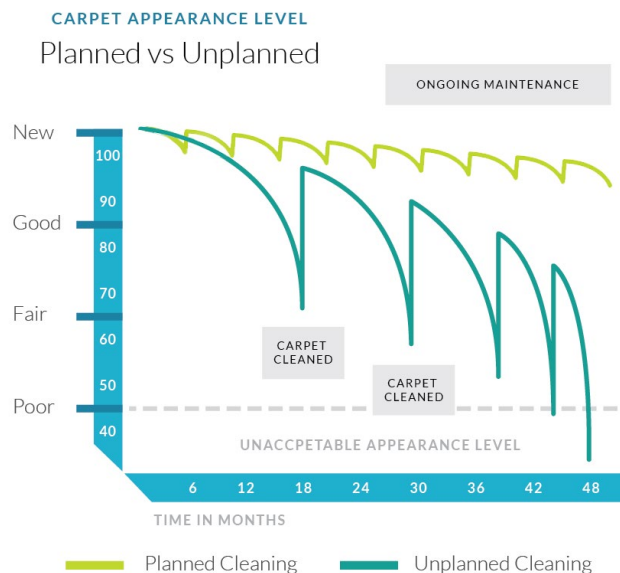 CARPET APPEARANCE LEVEL
Planned vs Unplanned
ONGOING MAINTENANCE
New
100
90
Good
80
70
Fair
60
50
Poor
40
CARPET
CLEANED
CARPET
CLEANED
UNACCPETABLE APPEARANCE LEVEL
6 12 18 24 30 36 42 48
TIME IN MONTHS
Planned Cleaning Unplanned Cleaning